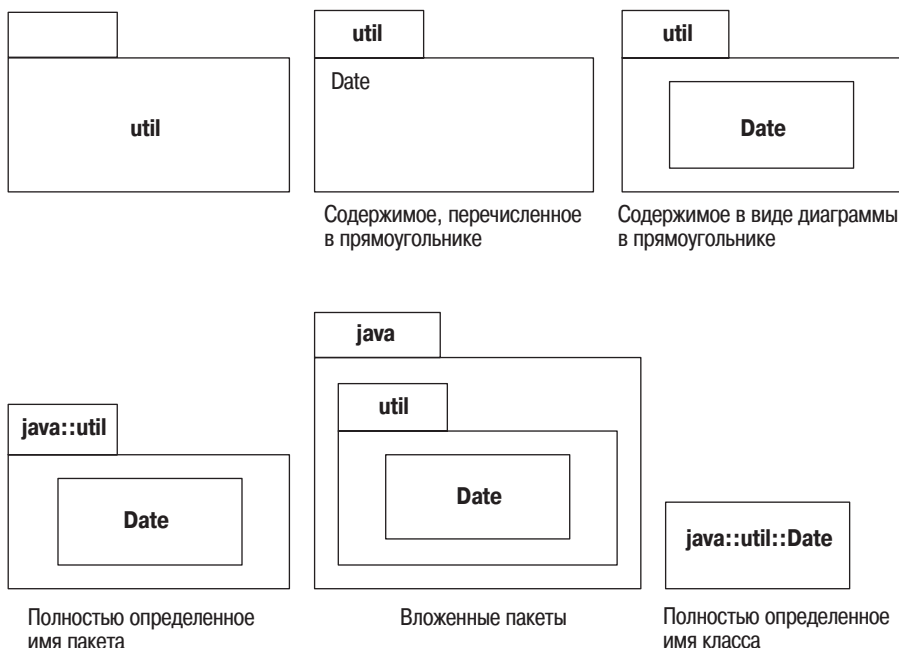 util
util
Date
Содержимое, перечисленное
в прямоугольнике
util
Date
Содержимое в виде диаграммы
в прямоугольнике
java::util
Date
Полностью определенное
имя пакета
java
util
Date
Вложенные пакеты
java::util::Date
Полностью определенное
имя класса